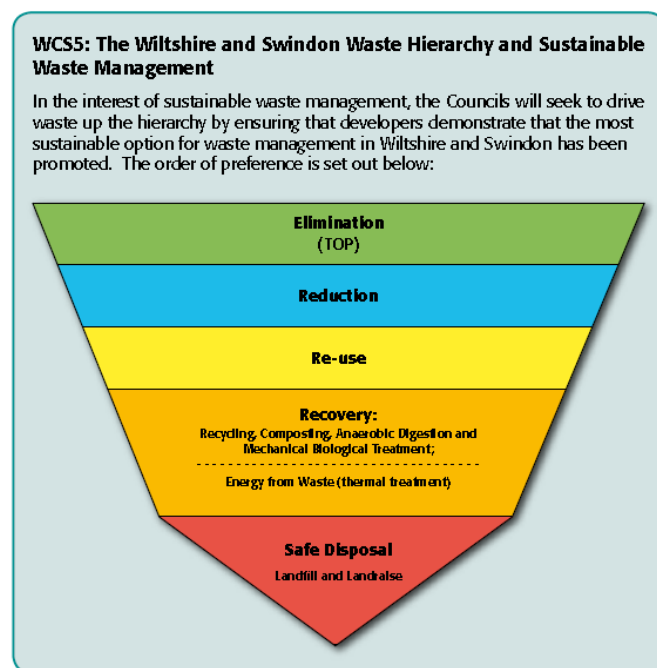 WCS5: The Wiltshire and Swindon Waste Hierarchy and Sustainable
Waste Management
In the interest of sustainable waste management, the Councils will seek to drive
waste up the hierarchy by ensuring that developers demonstrate that the most
sustainable option for waste management in Wiltshire and Swindon has been
promoted. The order of preference is set out below:
Elimination
(TOP)
Reduction
Re-use
Recovery:
Recycling, Composting, Anaerobic Digestion and
Mechanical Biological Treatment;
Energy from Waste (thermal treatment)
Safe Disposal
Landfill and Landraise